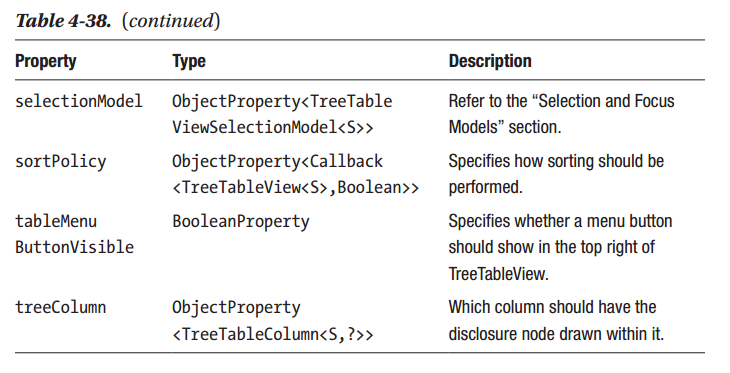 Table 4-38. (continued)
Property Type Description
selectionModel ObjectProperty<TreeTable Refer to the “Selection and Focus
ViewSelectionModel<S>> Models” section.
sortPolicy ObjectProperty<Callback Specifies how sorting should be
<TreeTableView<S>,Boolean>> performed.
tableMenu BooleanProperty Specifies whether a menu button
ButtonVisible should show in the top right of
TreeTableView.
treeColumn ObjectProperty Which column should have the
<TreeTableColumn<S,?>> disclosure node drawn within it.